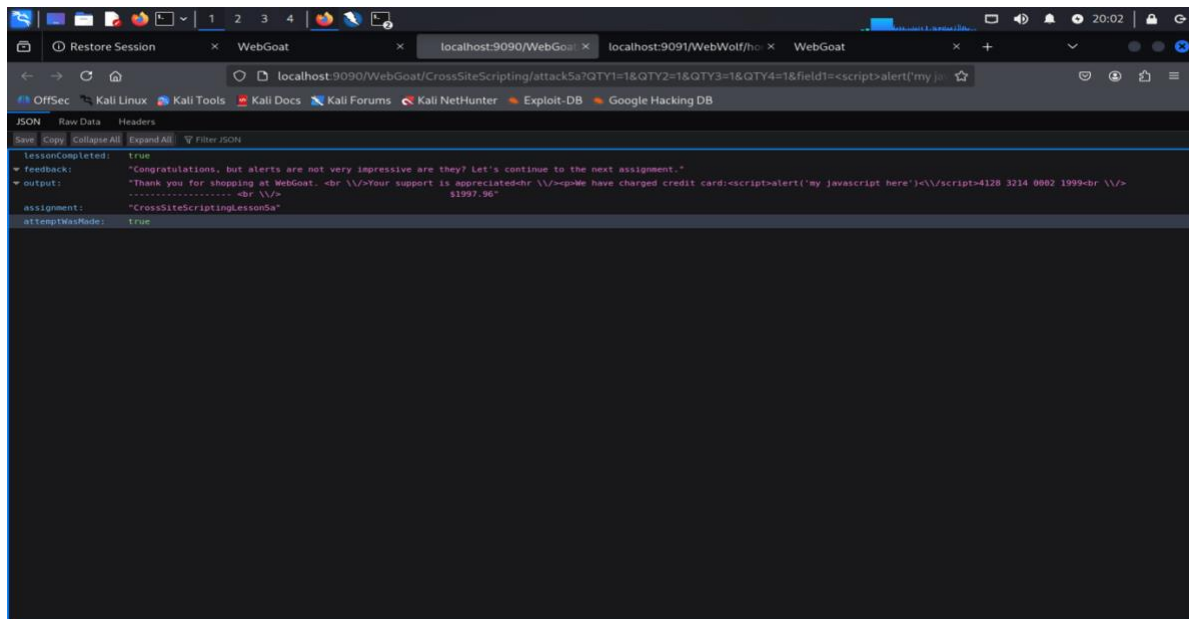 1 2 3 4 20:02
Restore Session WebGoat localhost:9090/WebGoat localhost:9091/WebWolf/ho WebGoat
localhost:9090/WebGoat/CrossSiteScripting/attack5a?QTY1=1&QTY2=1&QTY3=1&QTY4=1&field1=<script>alert('my ja
OffSec Kali Linux Kali Tools Kali Docs Kali Forums Kali NetHunter Exploit-DB Google Hacking DB
JSON Raw Data Headers
Save Copy Collapse All Expand All Filter JSON
lessonCompleted: true
feedback: "Congratulations, but alerts are not very impressive are they? Let's continue to the next assignment."
output: "Thank you for shopping at WebGoat. <br \\/>Your support is appreciated<hr \\/><p>We have charged credit card:<script>alert('my javascript here')<\\/script>4128 3214 0002 1999<br \\/>
------------------- <br \\/> $1997.96"
assignment: "CrossSiteScriptingLesson5a"
attemptWasMade: true